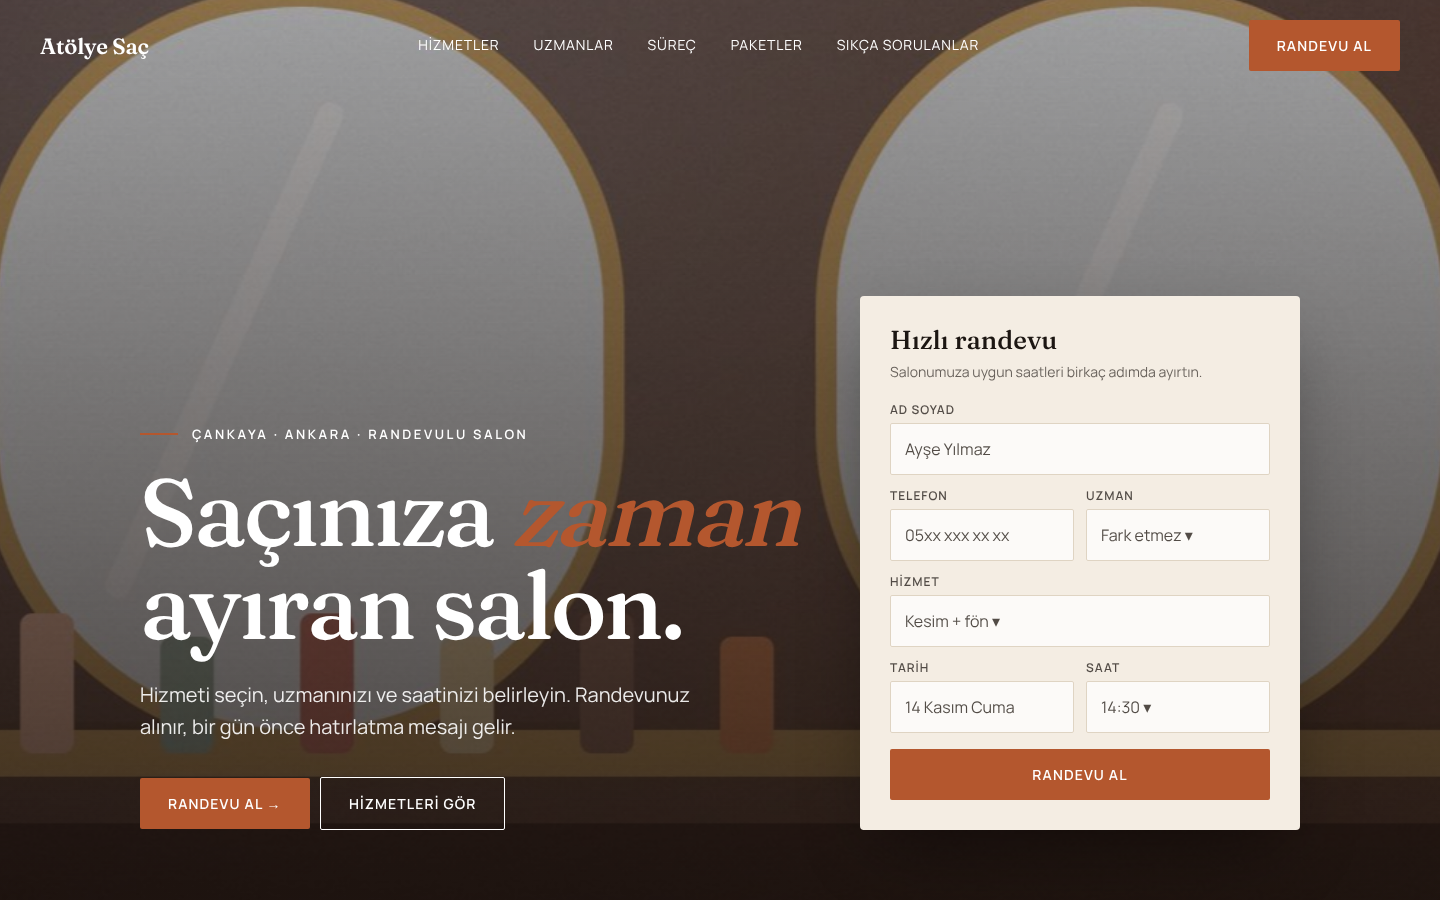 Atölye Saç
HİZMETLER
UZMANLAR
SÜREÇ
PAKETLER
SIKÇA SORULANLAR
RANDEVU AL
ÇANKAYA · ANKARA · RANDEVULU SALON
Saçınıza zaman
ayıran salon.
Hizmeti seçin, uzmanınızı ve saatinizi belirleyin. Randevunuz
alınır, bir gün önce hatırlatma mesajı gelir.
RANDEVU AL →
HİZMETLERİ GÖR
Hızlı randevu
Salonumuza uygun saatleri birkaç adımda ayırtın.
AD SOYAD
Ayşe Yılmaz
TELEFON
UZMAN
05xx xxx xx xx
Fark etmez ▾
HİZMET
Kesim + fön ▾
TARİH
SAAT
14 Kasım Cuma
14:30 ▾
RANDEVU AL